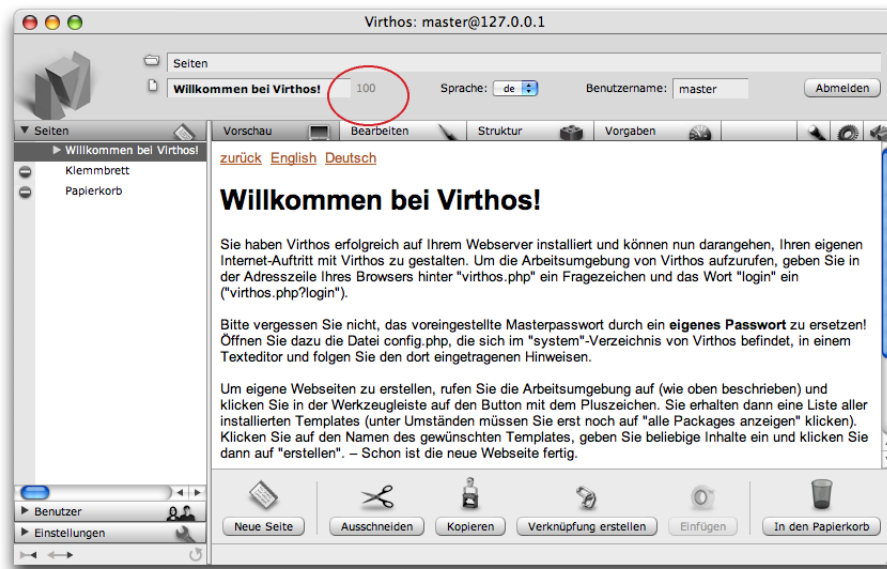 Virthos: master@127.0.0.1
Seiten
Willkommen bei Virthos! 100 Sprache: de Benutzername: master Abmelden
Seiten
Willkommen bei Virthos!
Klemmbrett
Papierkorb
Vorschau Bearbeiten Struktur Vorgaben
zurück English Deutsch
Willkommen bei Virthos!
Sie haben Virthos erfolgreich auf Ihrem Webserver installiert und können nun darangehen, Ihren eigenen
Internet-Auftritt mit Virthos zu gestalten. Um die Arbeitsumgebung von Virthos aufzurufen, geben Sie in
der Adresszeile Ihres Browsers hinter "virthos.php" ein Fragezeichen und das Wort "login" ein
("virthos.php?login").
Bitte vergessen Sie nicht, das voreingestellte Masterpasswort durch ein eigenes Passwort zu ersetzen!
Öffnen Sie dazu die Datei config.php, die sich im "system"-Verzeichnis von Virthos befindet, in einem
Texteditor und folgen Sie den dort eingetragenen Hinweisen.
Um eigene Webseiten zu erstellen, rufen Sie die Arbeitsumgebung auf (wie oben beschrieben) und
klicken Sie in der Werkzeugleiste auf den Button mit dem Pluszeichen. Sie erhalten dann eine Liste aller
installierten Templates (unter Umständen müssen Sie erst noch auf "alle Packages anzeigen" klicken).
Klicken Sie auf den Namen des gewünschten Templates, geben Sie beliebige Inhalte ein und klicken Sie
dann auf "erstellen". – Schon ist die neue Webseite fertig.
Benutzer
Einstellungen
Neue Seite Ausschneiden Kopieren Verknüpfung erstellen Einfügen In den Papierkorb